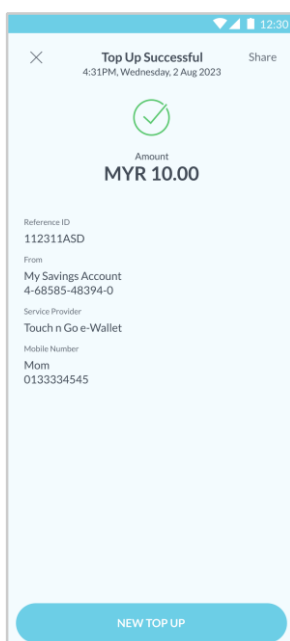 12:30
Top Up Successful
Share
4:31PM, Wednesday, 2 Aug 2023
Amount
MYR 10.00
Reference ID
112311ASD
From
My Savings Account
4-68585-48394-0
Service Provider
Touch n Go e-Wallet
Mobile Number
Mom
0133334545
NEW TOP UP